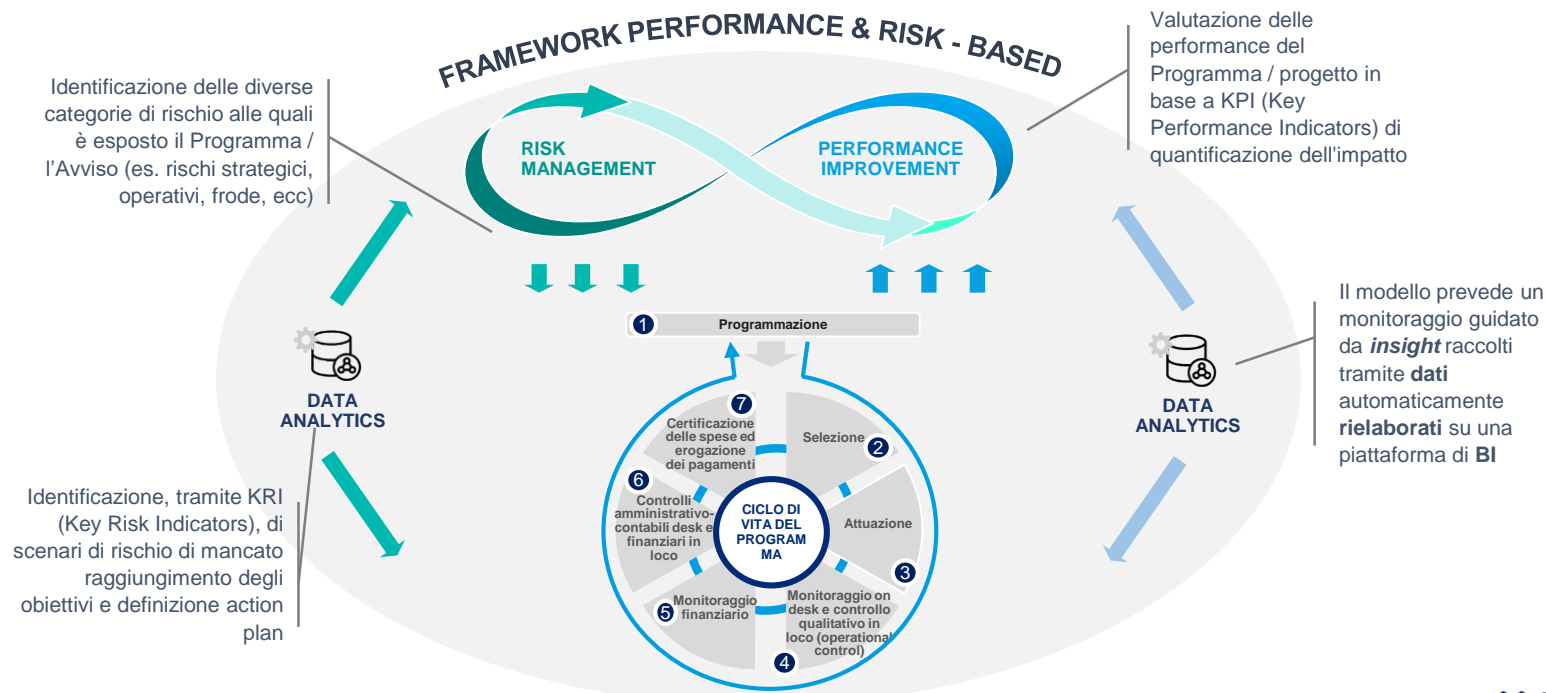 FRAMEWORK PERFORMANCE & RISK - BASED
Identificazione delle diverse
categorie di rischio alle quali
è esposto il Programma /
l'Avviso (es. rischi strategici,
operativi, frode, ecc)
Valutazione delle
performance del
Programma / progetto in
base a KPI (Key
Performance Indicators) di
quantificazione dell'impatto
RISK
MANAGEMENT
PERFORMANCE
IMPROVEMENT
DATA
ANALYTICS
DATA
ANALYTICS
Il modello prevede un
monitoraggio guidato
da insight raccolti
tramite dati
automaticamente
rielaborati su una
piattaforma di BI
Identificazione, tramite KRI
(Key Risk Indicators), di
scenari di rischio di mancato
raggiungimento degli
obiettivi e definizione action
plan
1
Programmazione
7
Certificazione
delle spese ed
erogazione
dei pagamenti
Selezione
2
6
Controlli
amministrativo-
contabili desk e
finanziari in
loco
CICLO DI
VITA DEL
PROGRAM
MA
Attuazione
3
5
Monitoraggio
finanziario
Monitoraggio on
desk e controllo
qualitativo in
loco (operational
control)
4